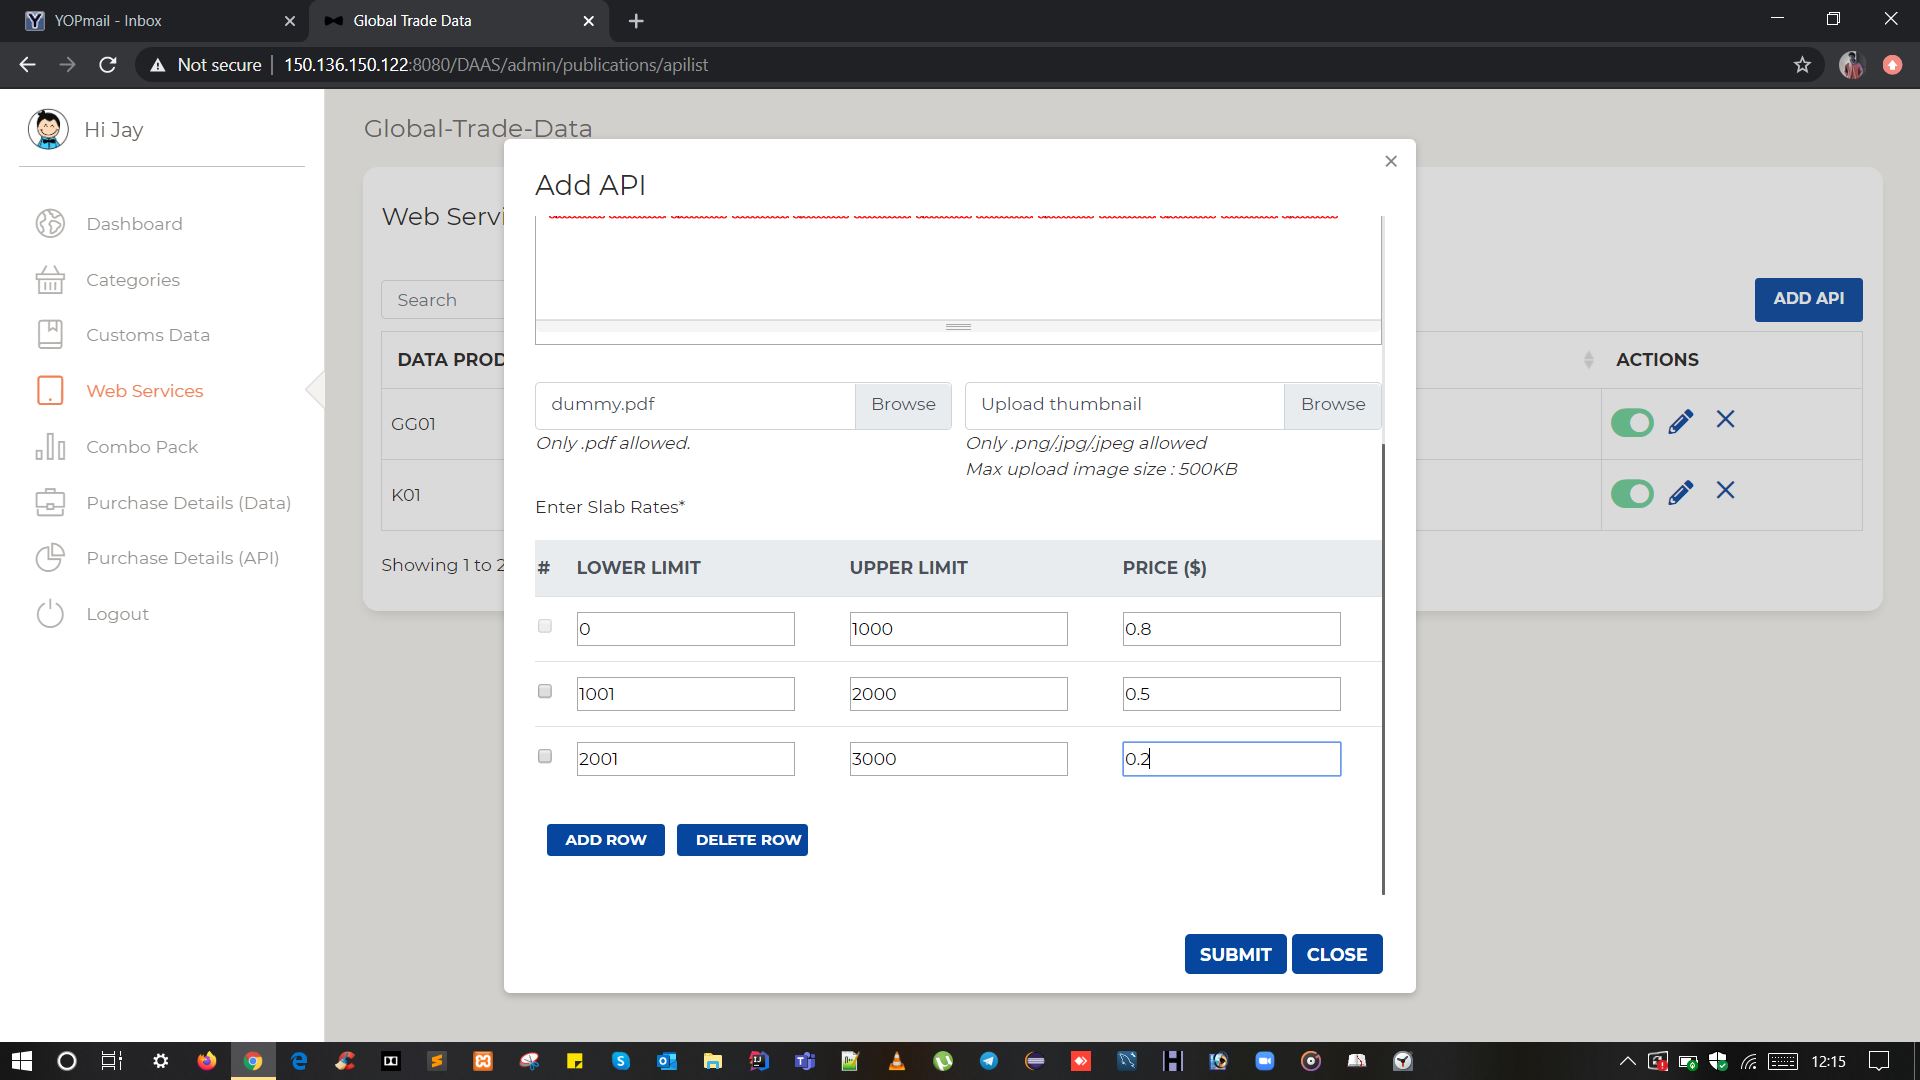 YOPmail - Inbox
Global Trade Data
Not secure
150.136.150.122:8080/DAAS/admin/publications/apilist
Hi Jay
Dashboard
Categories
Customs Data
Web Services
Combo Pack
Purchase Details (Data)
Purchase Details (API)
Logout
Global-Trade-Data
Web Servi
Search
ADD API
DATA PROD
ACTIONS
GG01
K01
Showing 1 to 2
Add API
dummy.pdf
Browse
Upload thumbnail
Browse
Only .pdf allowed.
Only .png/.jpg/.jpeg allowed
Max upload image size : 500KB
Enter Slab Rates*
# LOWER LIMIT UPPER LIMIT PRICE ($)
0 1000 0.8
1001 2000 0.5
2001 3000 0.2
ADD ROW
DELETE ROW
SUBMIT
CLOSE
12:15